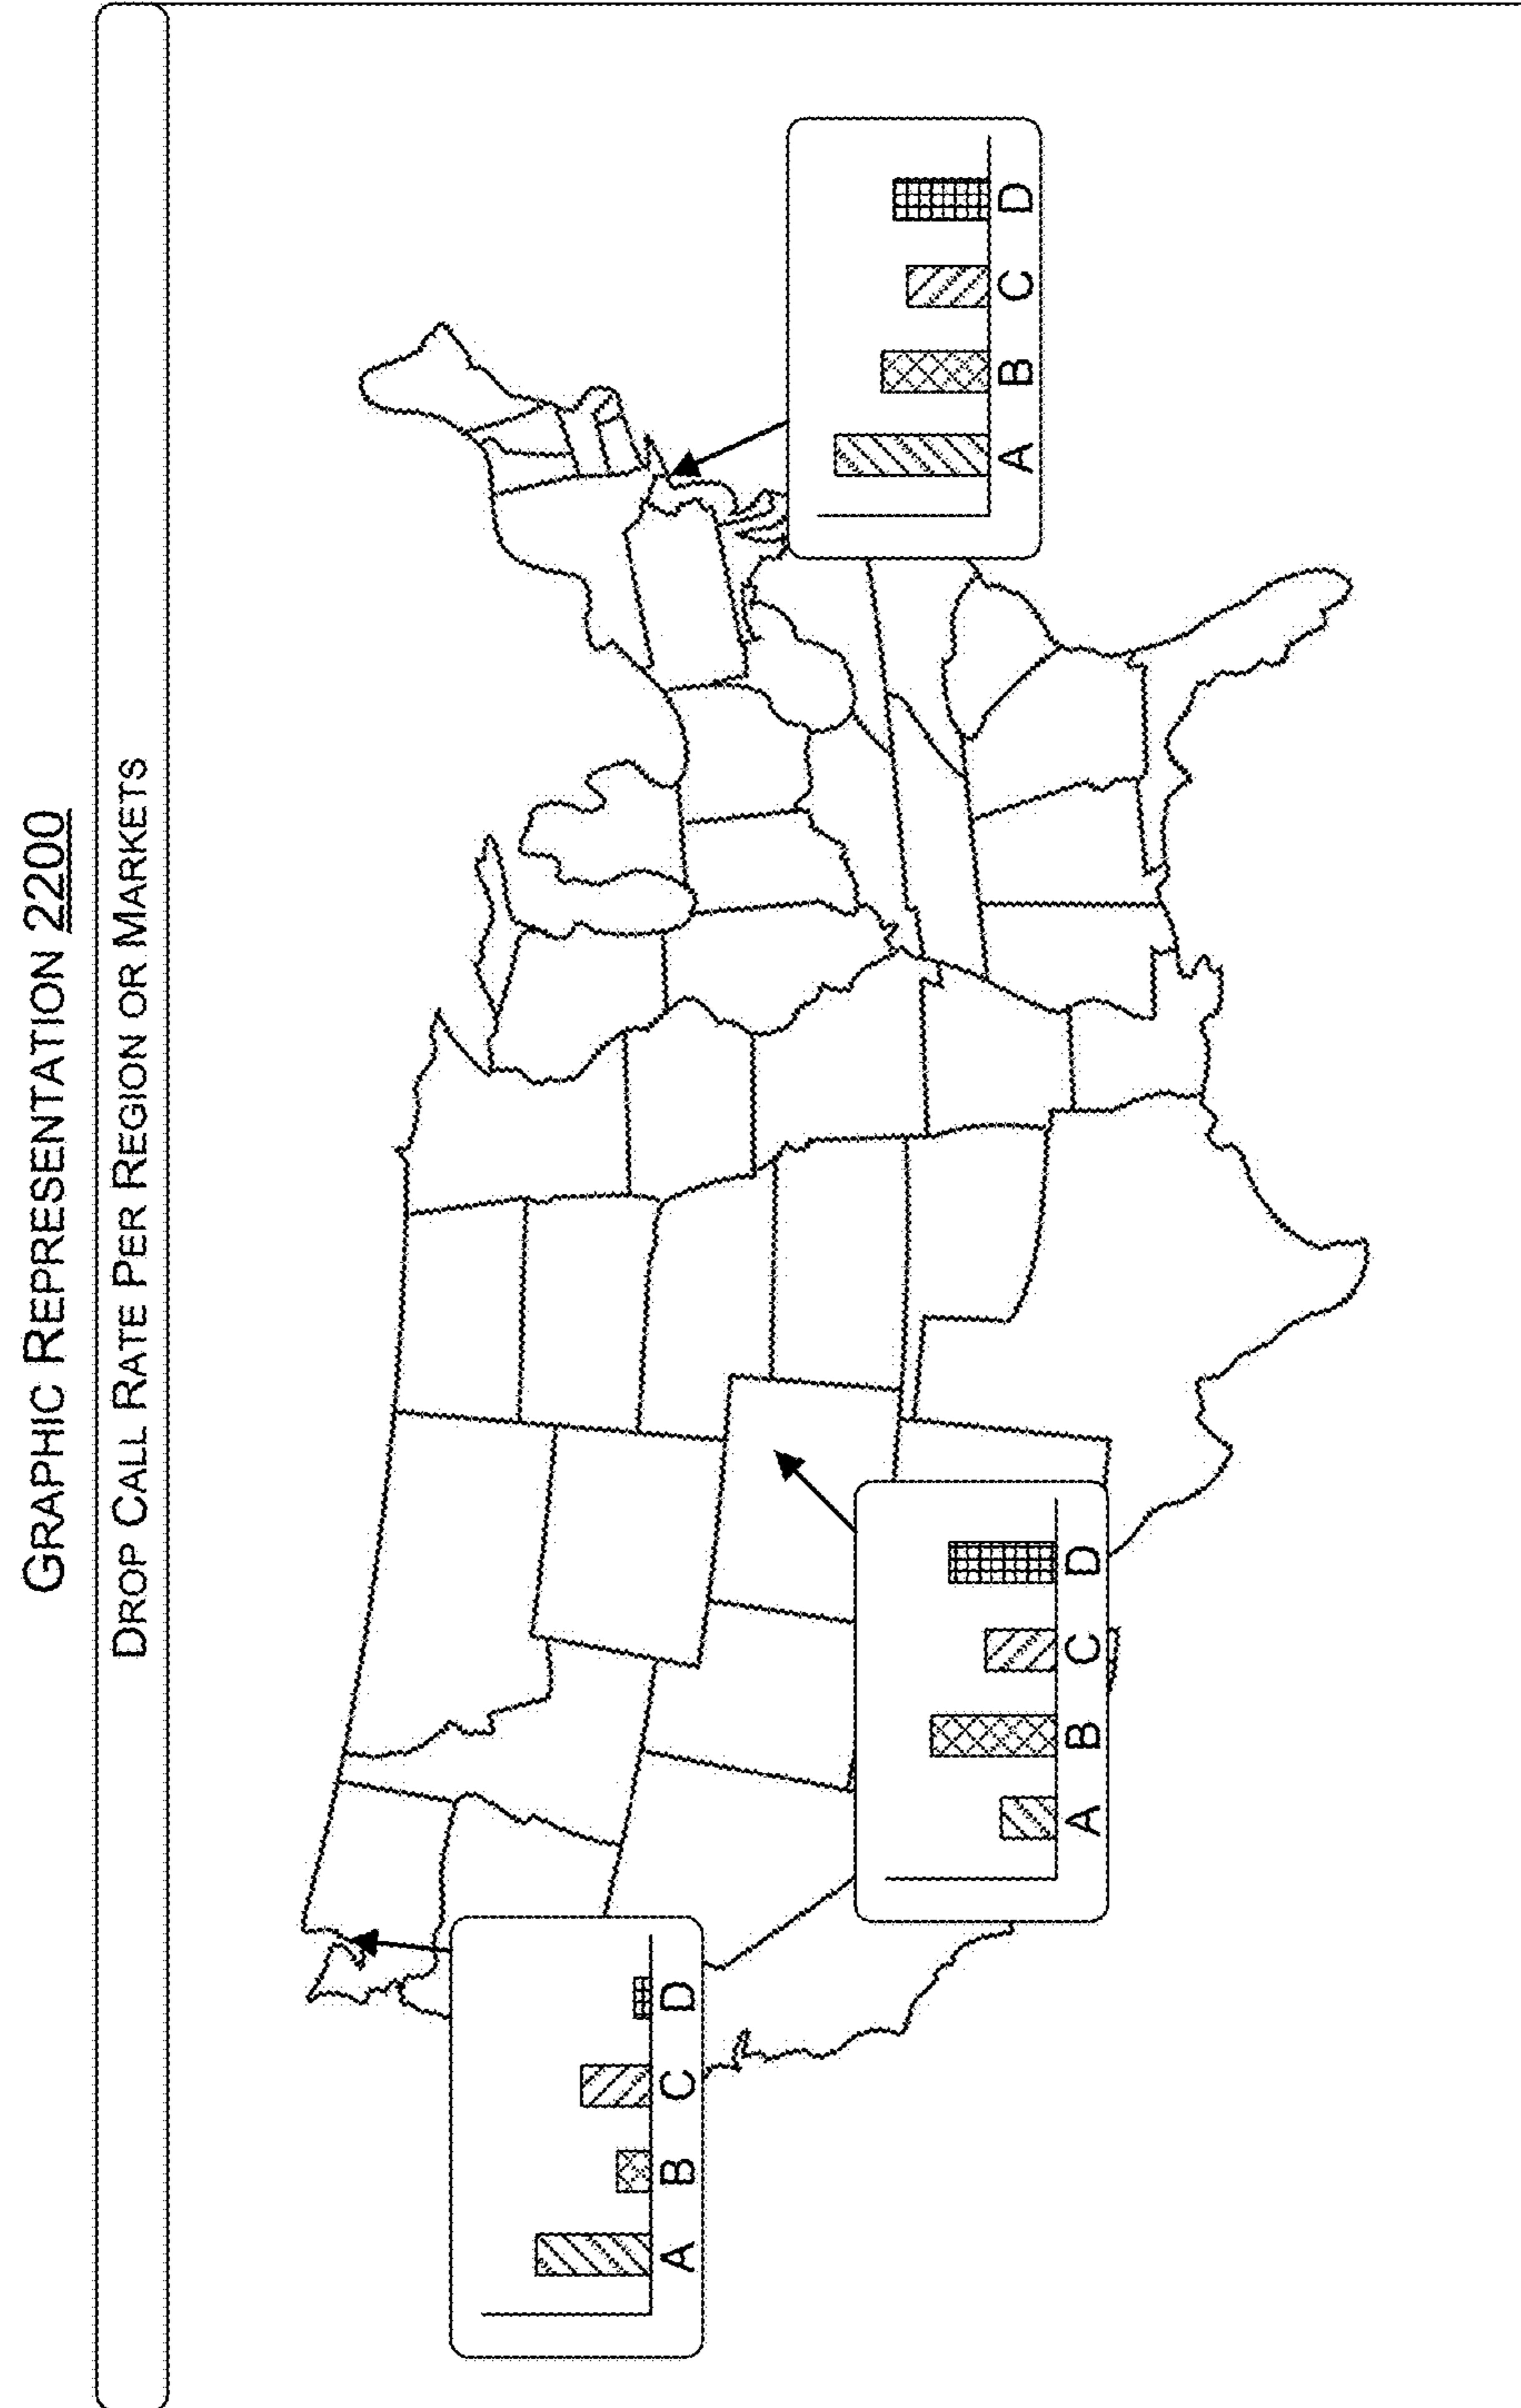 GRAPHIC REPRESENTATION 2200
DROP CALL RATE PER REGION OR MARKETS
A B C D
A B C D
A B C D